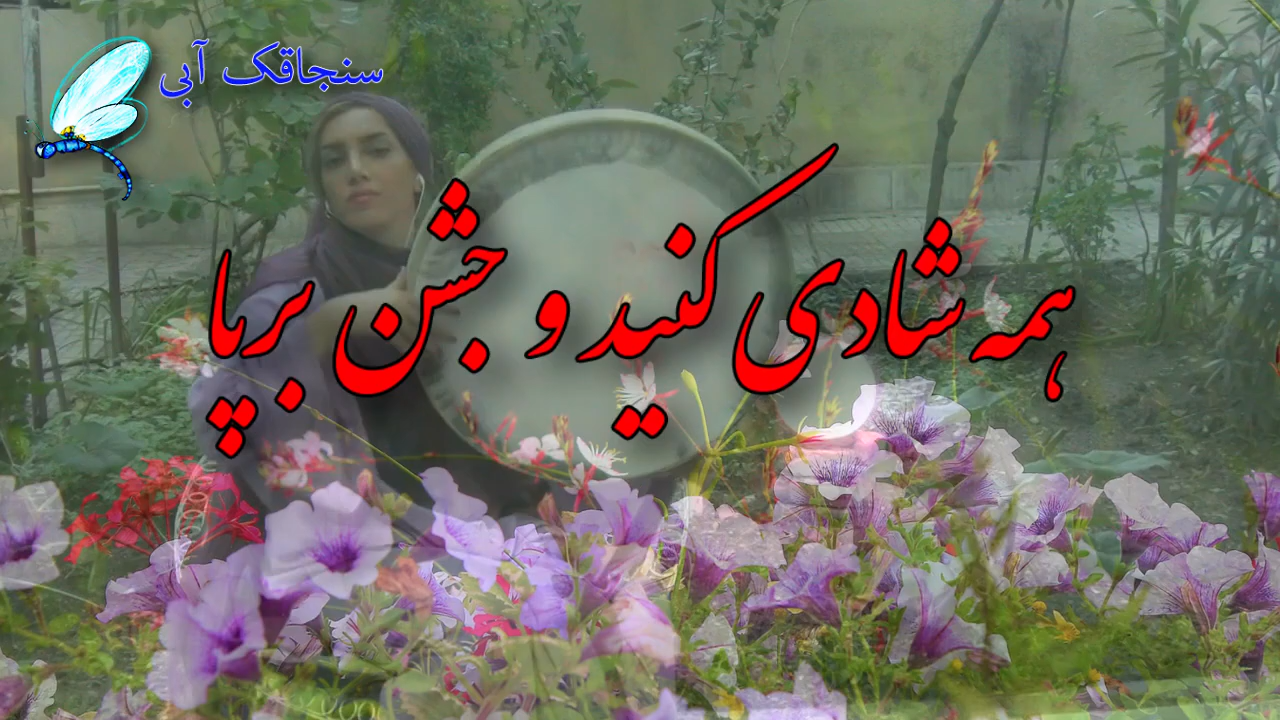 سنجاقک آبی
همه شادی کنید و جشن برپا